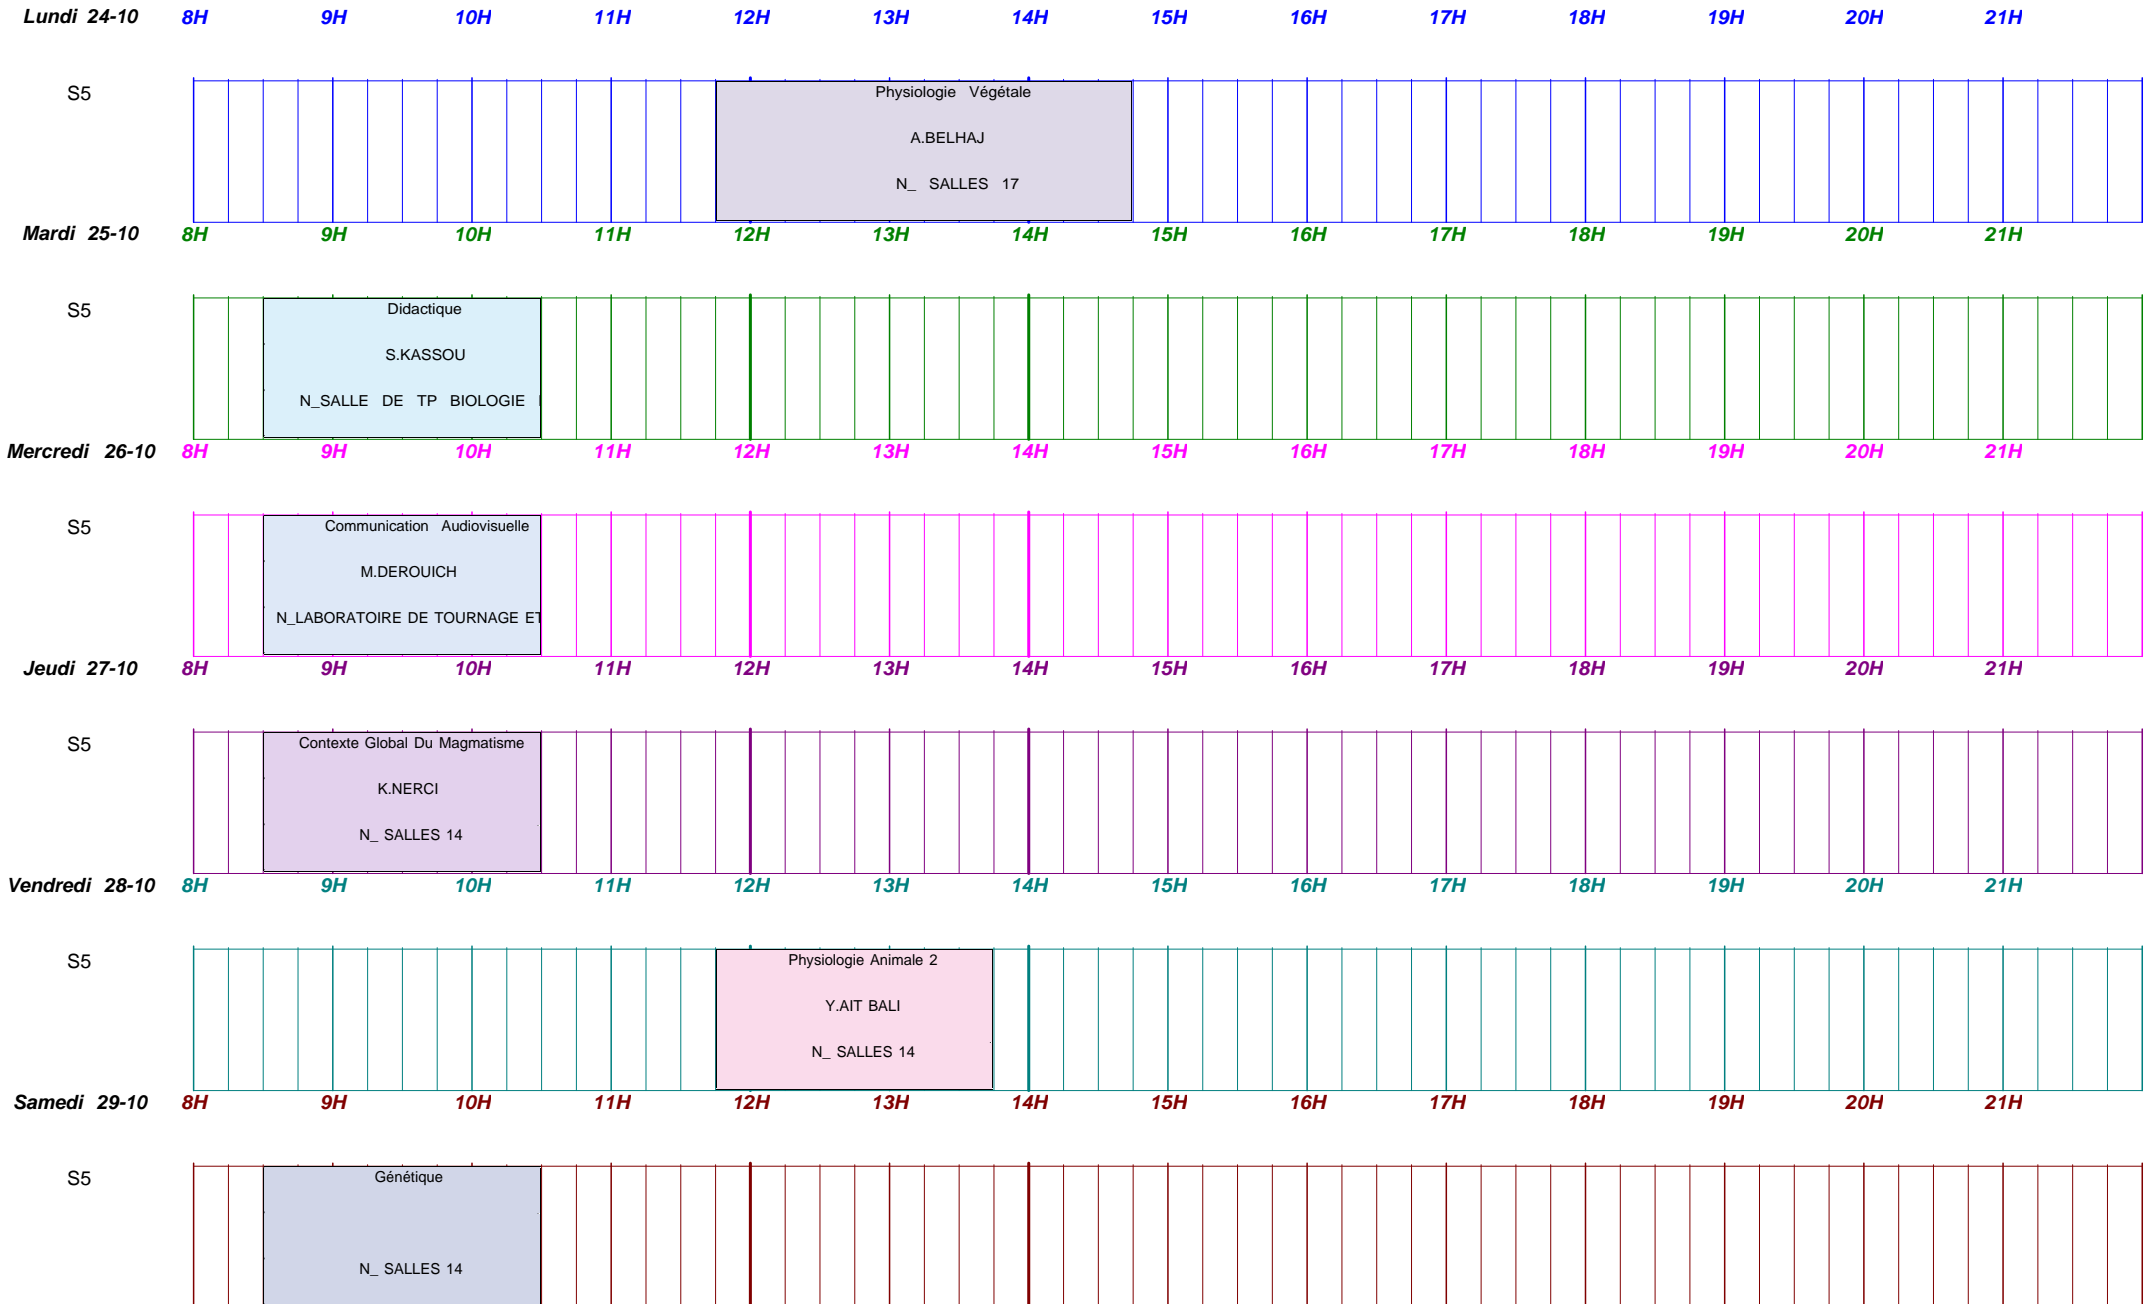 Lundi 24-10 8H 9H 10H 11H 12H 13H 14H 15H 16H 17H 18H 19H 20H 21H
S5
Physiologie Végétale
A.BELHAJ
N_ SALLES 17
Mardi 25-10 8H 9H 10H 11H 12H 13H 14H 15H 16H 17H 18H 19H 20H 21H
S5
Didactique
S.KASSOU
N_SALLE DE TP BIOLOGIE
Mercredi 26-10 8H 9H 10H 11H 12H 13H 14H 15H 16H 17H 18H 19H 20H 21H
S5
Communication Audiovisuelle
M.DEROUICH
N_LABORATOIRE DE TOURNAGE ET
Jeudi 27-10 8H 9H 10H 11H 12H 13H 14H 15H 16H 17H 18H 19H 20H 21H
S5
Contexte Global Du Magmatisme
K.NERCI
N_ SALLES 14
Vendredi 28-10 8H 9H 10H 11H 12H 13H 14H 15H 16H 17H 18H 19H 20H 21H
S5
Physiologie Animale 2
Y.AIT BALI
N_ SALLES 14
Samedi 29-10 8H 9H 10H 11H 12H 13H 14H 15H 16H 17H 18H 19H 20H 21H
S5
Génétique
N_ SALLES 14